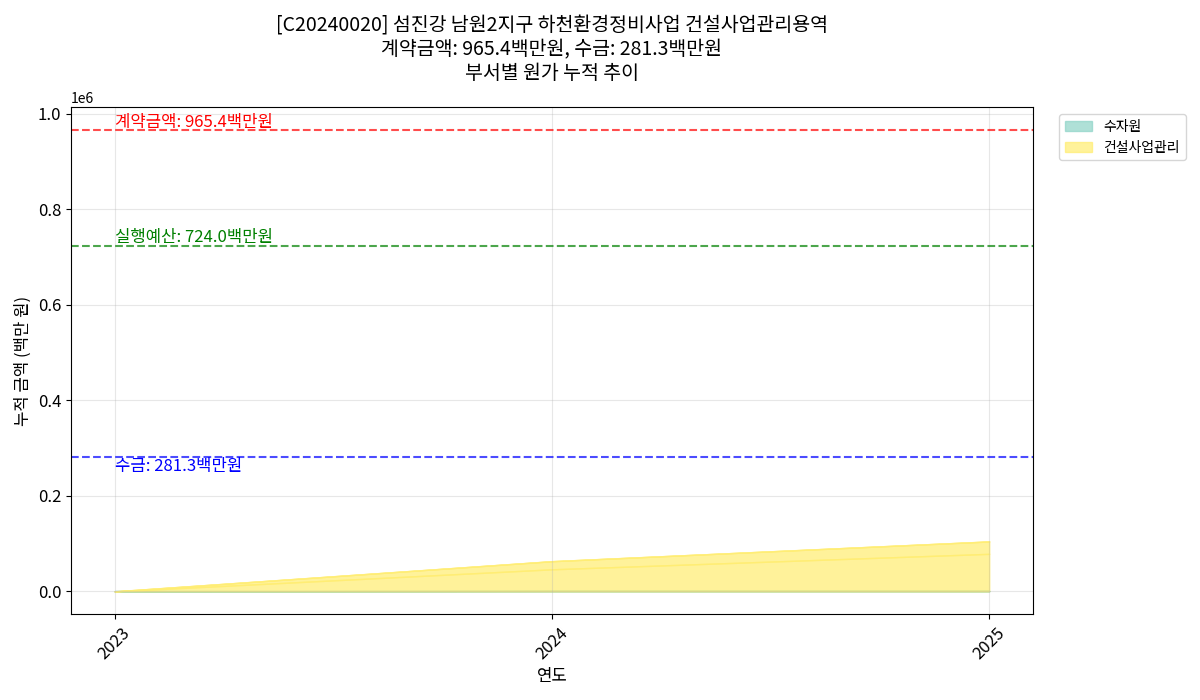 [C20240020] 섬진강 남원2지구 하천환경정비사업 건설사업관리용역
계약금액: 965.4백만원, 수금: 281.3백만원
부서별 원가 누적 추이
1e6
1.0
0.8
0.6
0.4
0.2
0.0
누적 금액 (백만 원)
계약금액: 965.4백만원
실행예산: 724.0백만원
수금: 281.3백만원
수자원
건설사업관리
2023
2024
2025
연도